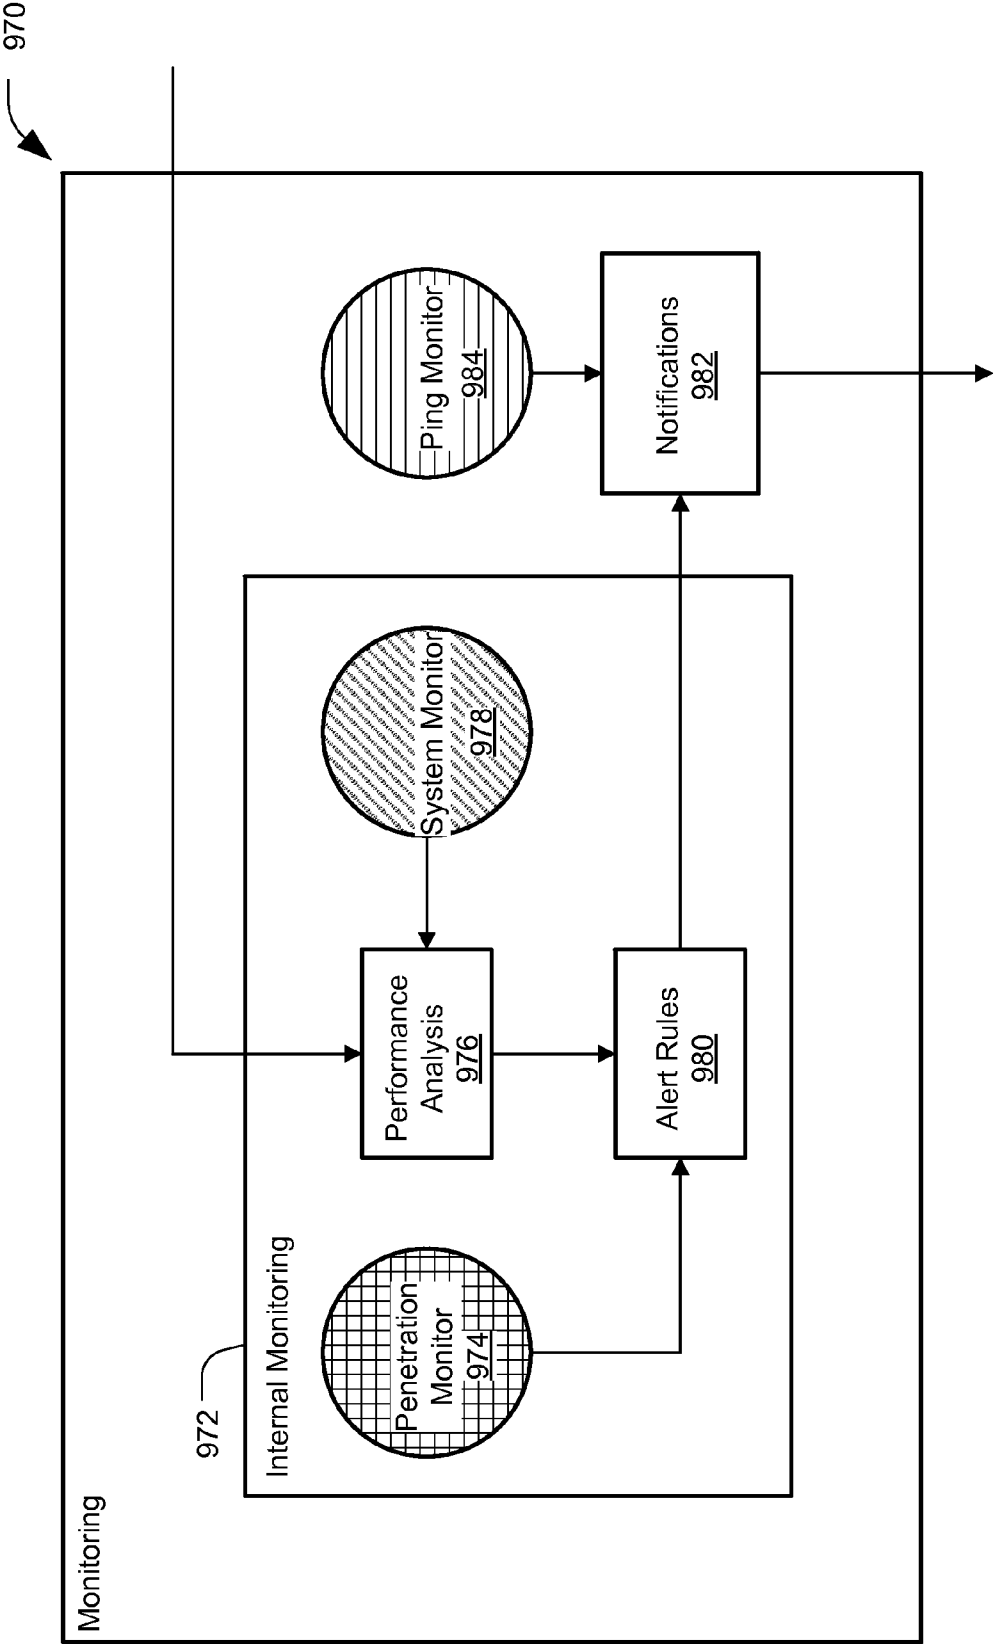 970
Monitoring
972
Internal Monitoring
Penetration
Monitor
974
Performance
Analysis
976
System Monitor
978
Ping Monitor
984
Alert Rules
980
Notifications
982